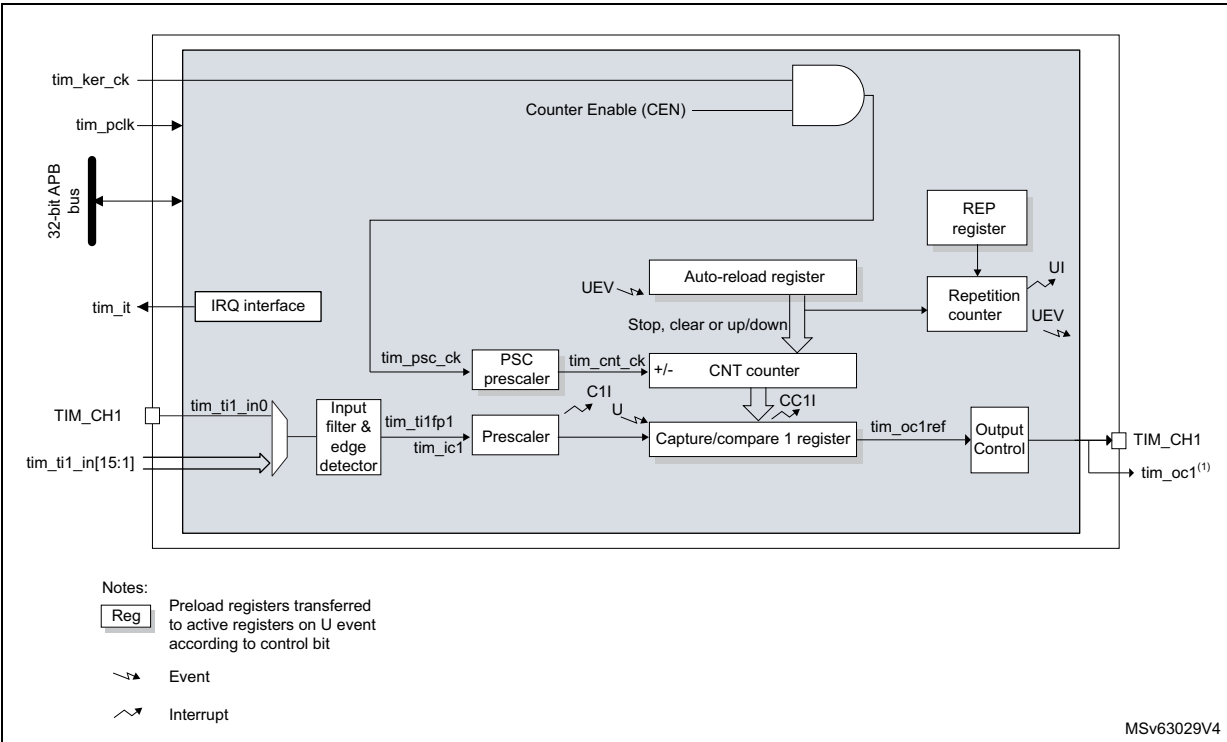 tim_ker_ck
Counter Enable (CEN)
tim_pclk
32-bit APB
bus
REP
register
Auto-reload register
UEV
UI
Repetition
counter
UEV
tim_it
IRQ interface
Stop, clear or up/down
tim_psc_ck
PSC
prescaler
tim_cnt_ck
+/-
CNT counter
C1I
U
CC1I
TIM_CH1
tim_ti1_in0
Input
filter &
edge
detector
tim_ti1fp1
tim_ic1
Prescaler
Capture/compare 1 register
tim_oc1ref
Output
Control
TIM_CH1
tim_ti1_in[15:1]
tim_oc1(1)
Notes:
Reg
Preload registers transferred
to active registers on U event
according to control bit
Event
Interrupt
MSv63029V4